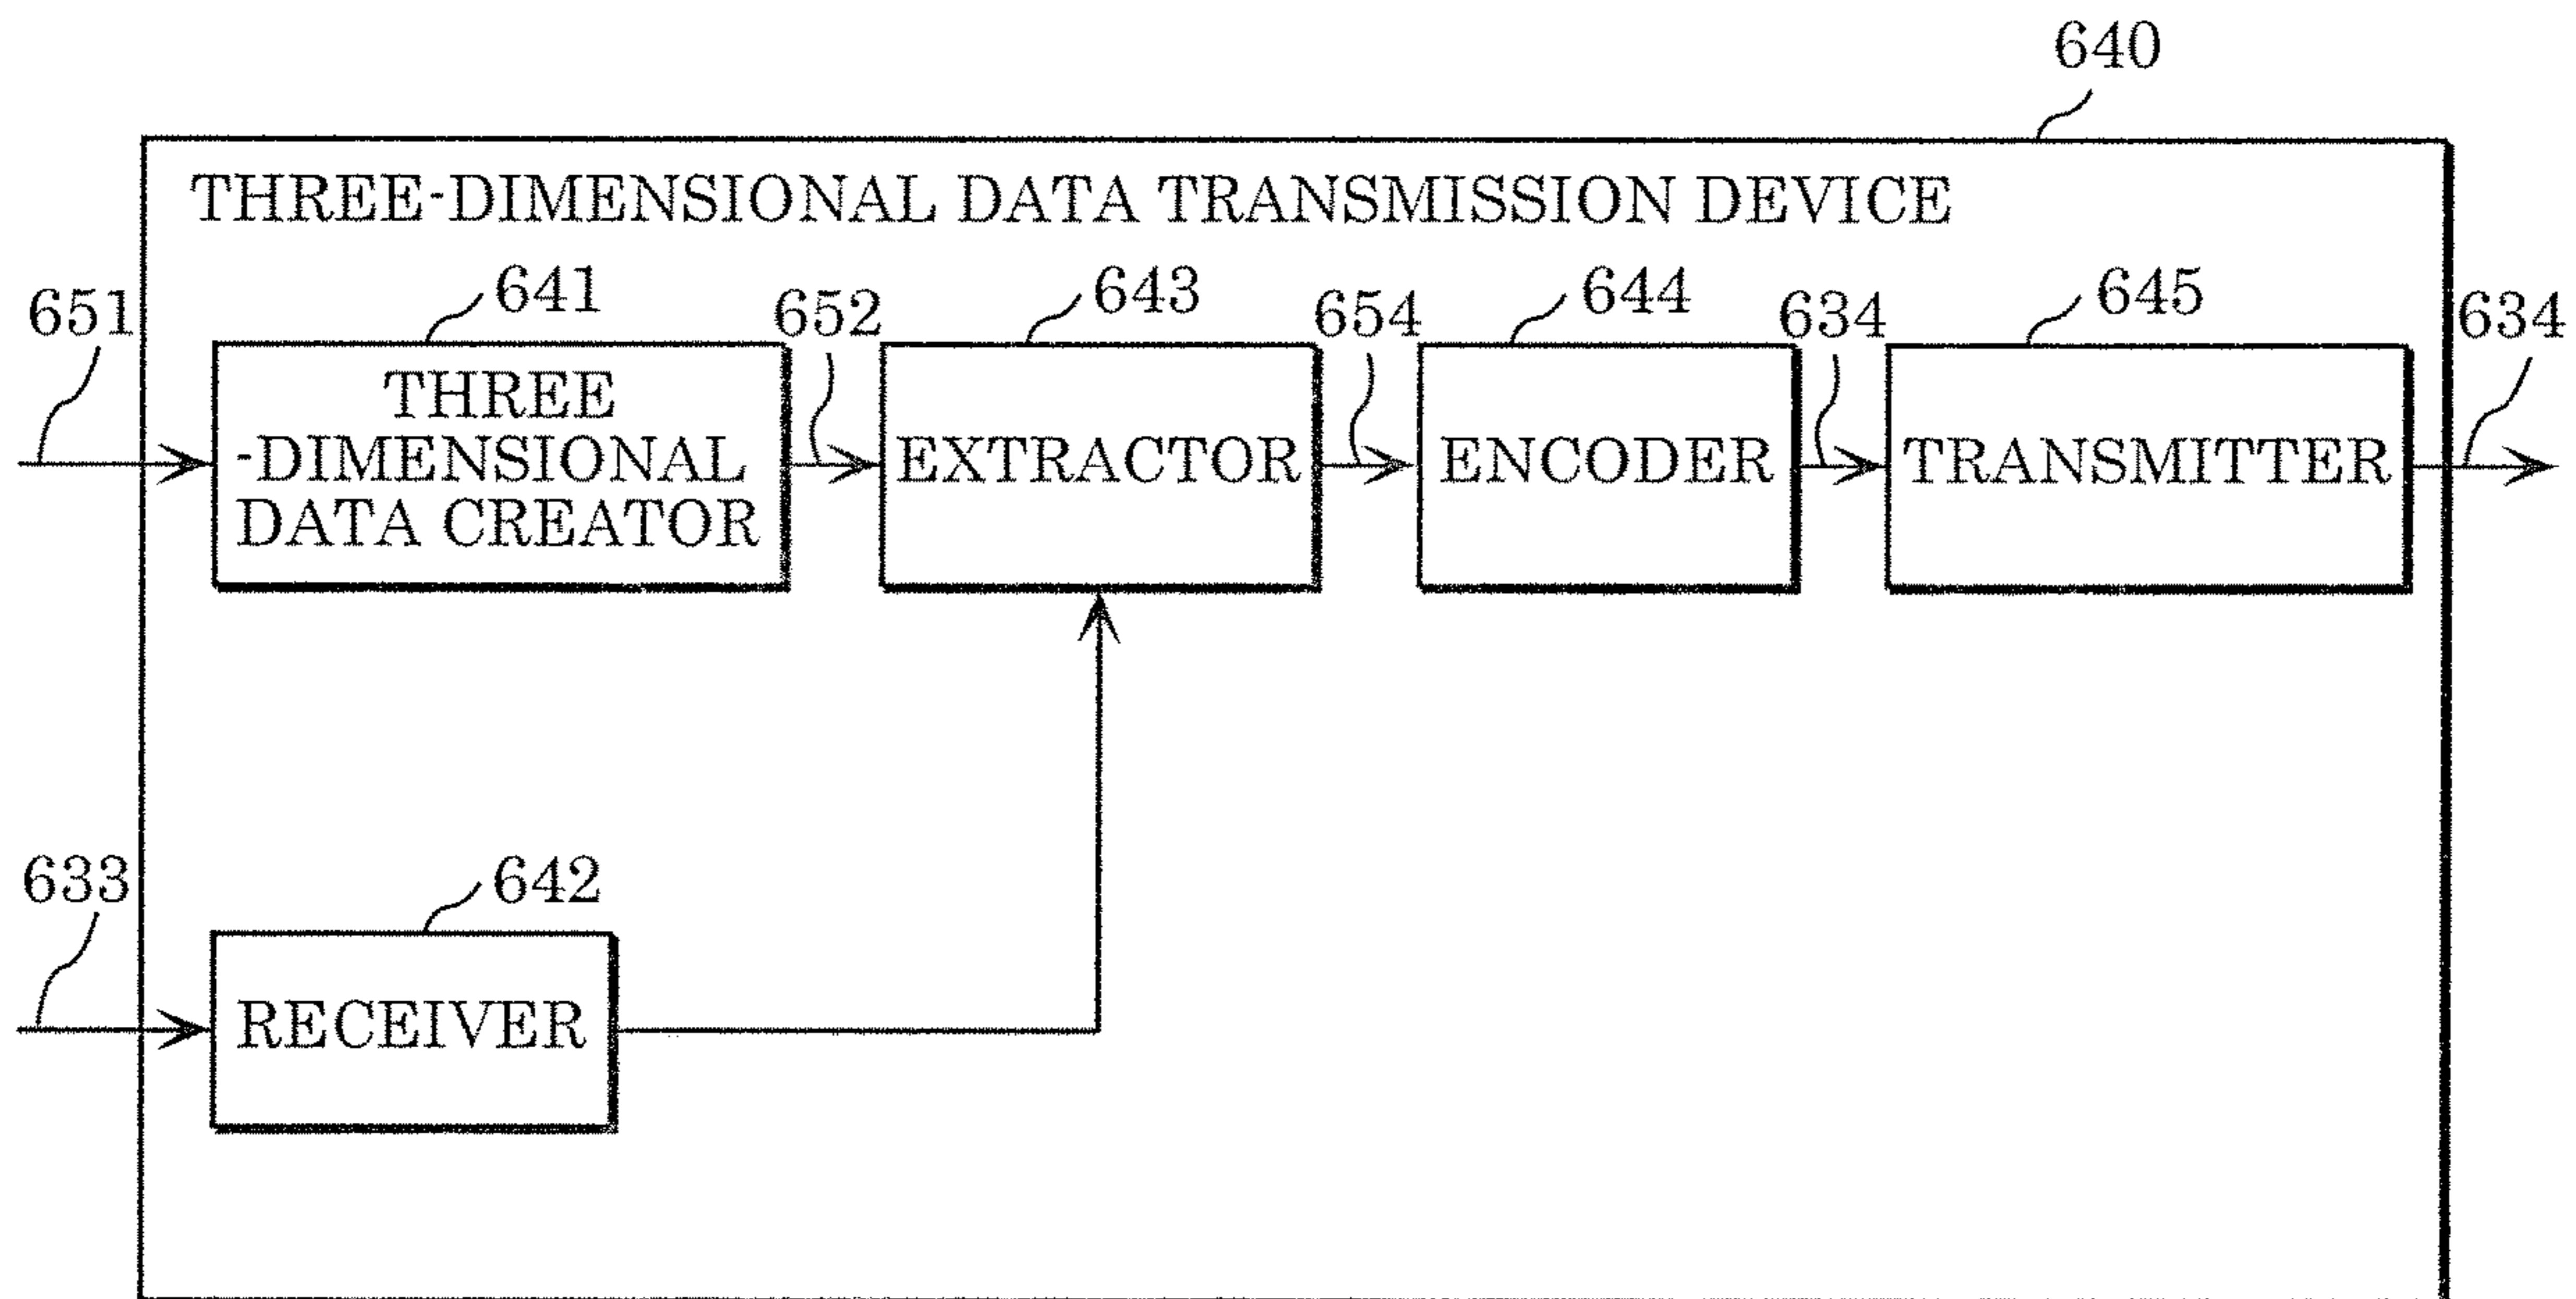 640
THREE-DIMENSIONAL DATA TRANSMISSION DEVICE
651
641
652
643
654
644
634
645
634
THREE
-DIMENSIONAL
DATA CREATOR
EXTRACTOR
ENCODER
TRANSMITTER
633
642
RECEIVER